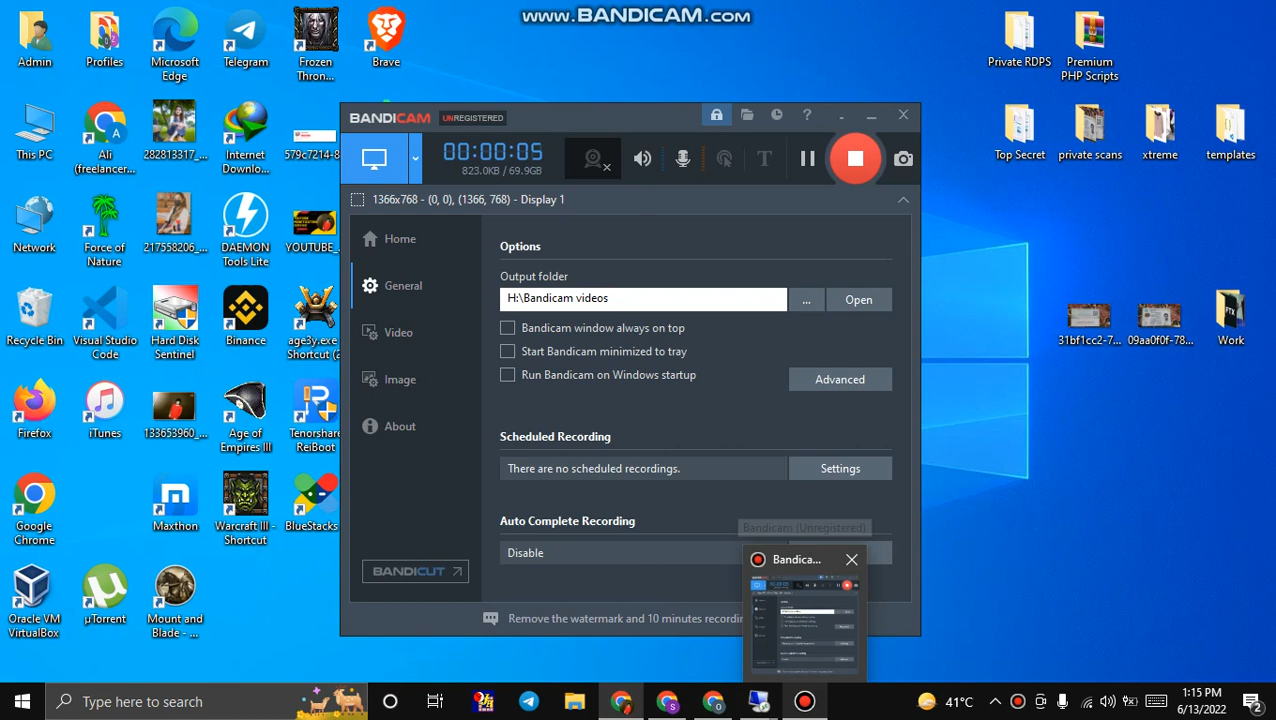 www.BANDICAM.com
Admin
Profiles
Microsoft
Edge
Telegram
Frozen
Thron...
Brave
Private RDPS
Premium
PHP Scripts
This PC
Ali
(freelancer...
282813317_...
Internet
Downlo...
579c7214-8
Top Secret
private scans
xtreme
templates
Network
Force of
Nature
217558206_...
DAEMON
Tools Lite
YOUTUBE_
Recycle Bin
Visual Studio
Code
Hard Disk
Sentinel
Binance
age3y.exe
Shortcut (2
31bf1cc2-7...
09aa0f0f-78...
Work
Firefox
iTunes
133653960_...
Age of
Empires III
Tenorshare
ReiBoot
Google
Chrome
Maxthon
Warcraft III -
Shortcut
BlueStacks
Oracle VM
VirtualBox
µTorrent
Mount and
Blade - ...
BANDICAM UNREGISTERED
00:00:05
823.0KB / 69.9GB
1366x768 - (0, 0), (1366, 768) - Display 1
Home
General
Video
Image
About
BANDICUT
Options
Output folder
H:\Bandicam videos
...
Open
Bandicam window always on top
Start Bandicam minimized to tray
Run Bandicam on Windows startup
Advanced
Scheduled Recording
There are no scheduled recordings.
Settings
Auto Complete Recording
Disable
Bandicam (Unregistered)
Bandica...
Remove the watermark and 10 minutes recordin
Type here to search
41°C
1:15 PM
6/13/2022
2